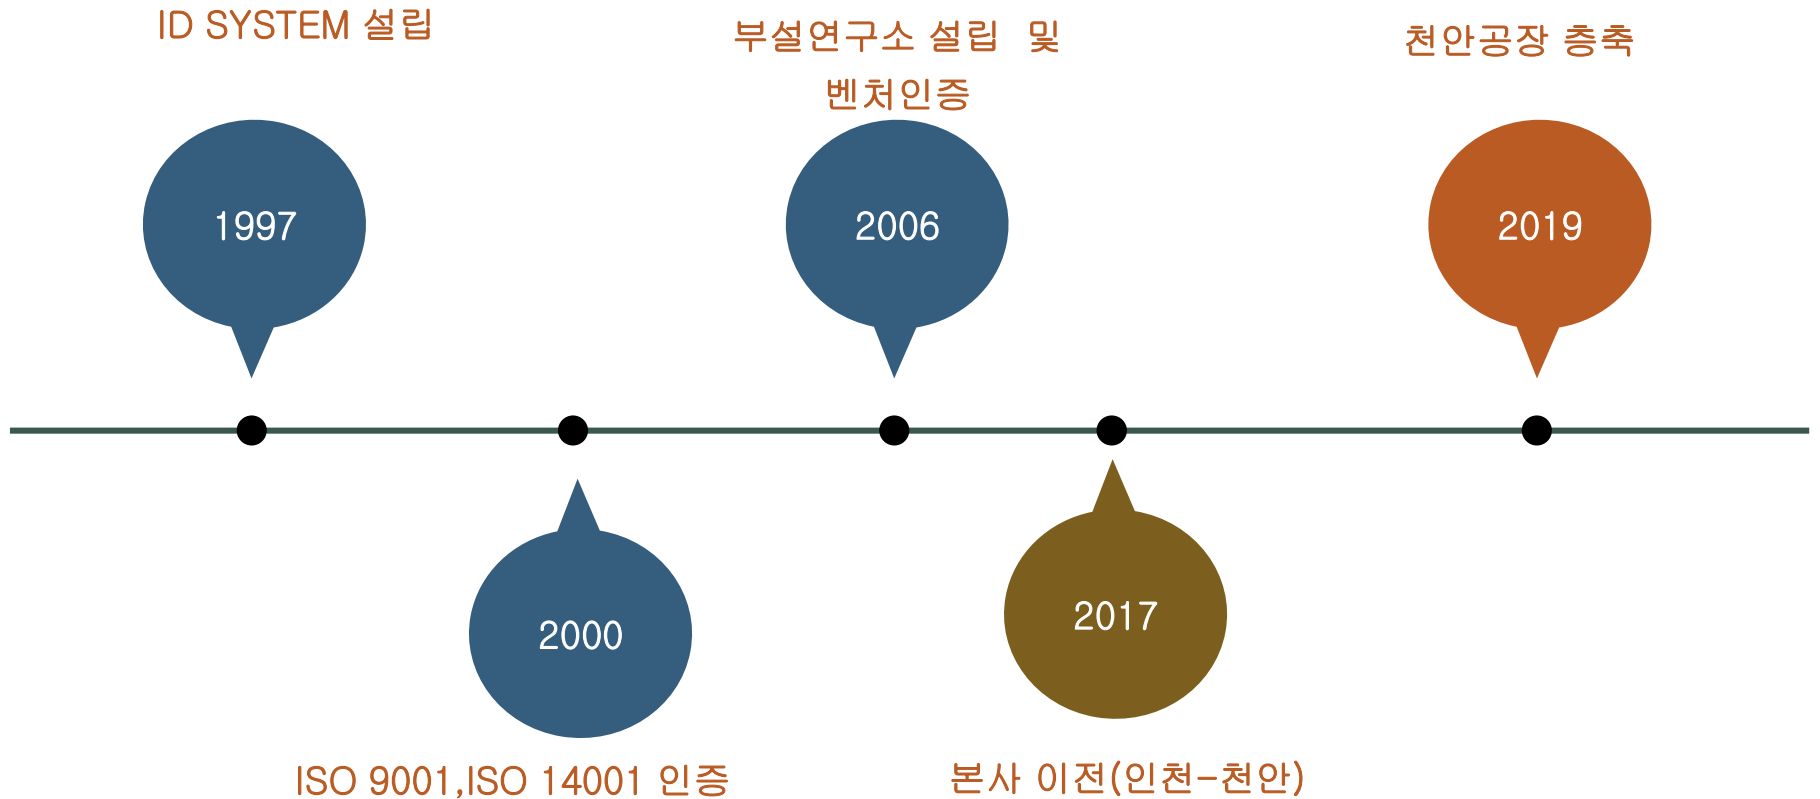 ID SYSTEM 설립
부설연구소 설립 및
벤처인증
천안공장 층축
1997
2006
2019
2000
2017
ISO 9001,ISO 14001 인증
본사 이전(인천-천안)